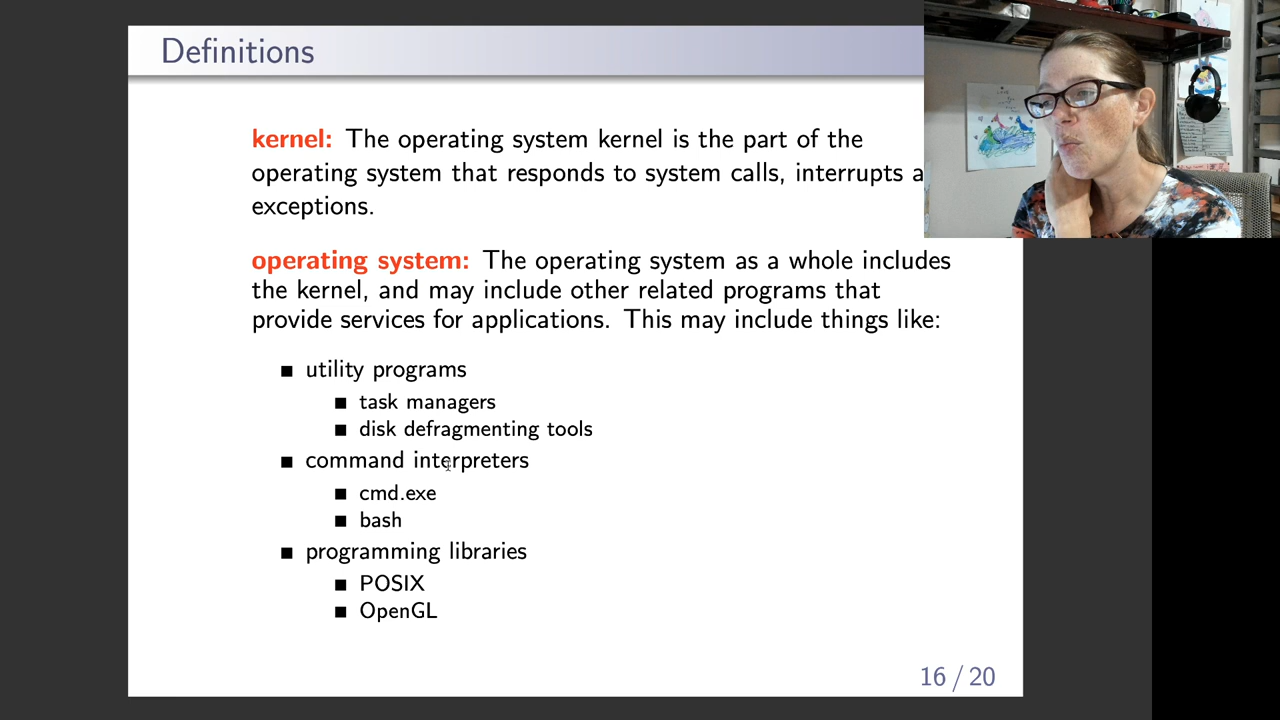 Definitions
kernel: The operating system kernel is the part of the
operating system that responds to system calls, interrupts a
exceptions.
operating system: The operating system as a whole includes
the kernel, and may include other related programs that
provide services for applications. This may include things like:
utility programs
task managers
disk defragmenting tools
command interpreters
cmd.exe
bash
programming libraries
POSIX
OpenGL
16 / 20